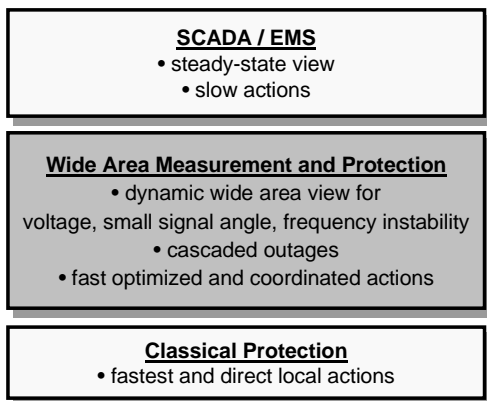 SCADA / EMS
• steady-state view
• slow actions
Wide Area Measurement and Protection
• dynamic wide area view for
voltage, small signal angle, frequency instability
• cascaded outages
• fast optimized and coordinated actions
Classical Protection
• fastest and direct local actions